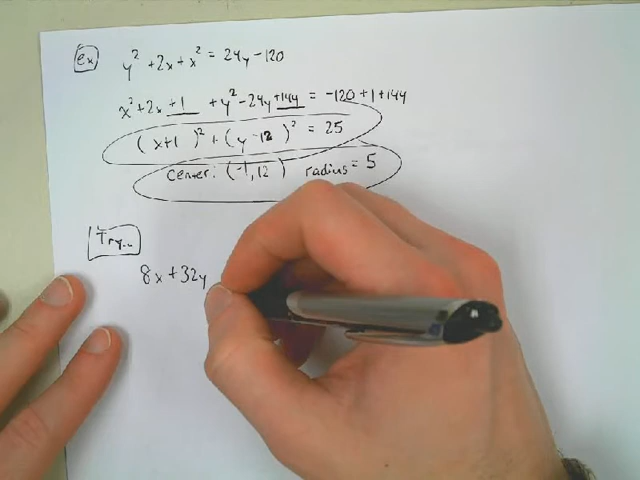 ex y² + 2x + x² = 24y - 120
x² + 2x + 1 + y² - 24y + 144 = -120 + 1 + 144
(x+1)² + (y-12)² = 25
center: (-1, 12) radius = 5
Try...
8x + 32y